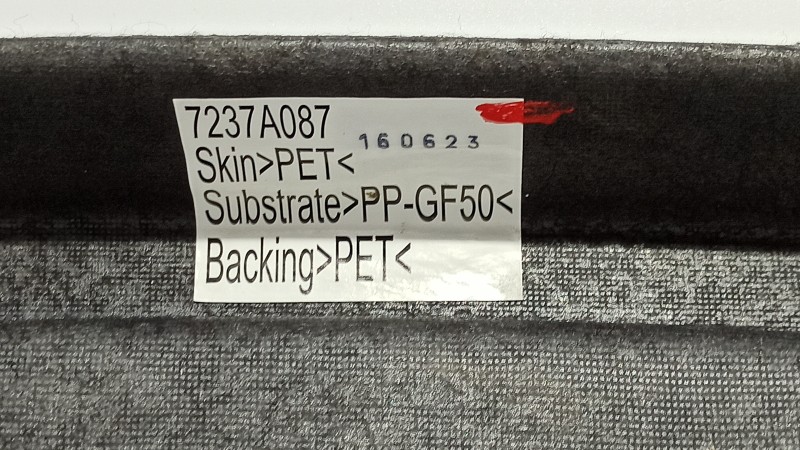 7237A087
160623
Skin>PET<
Substrate>PP-GF50<
Backing>PET<